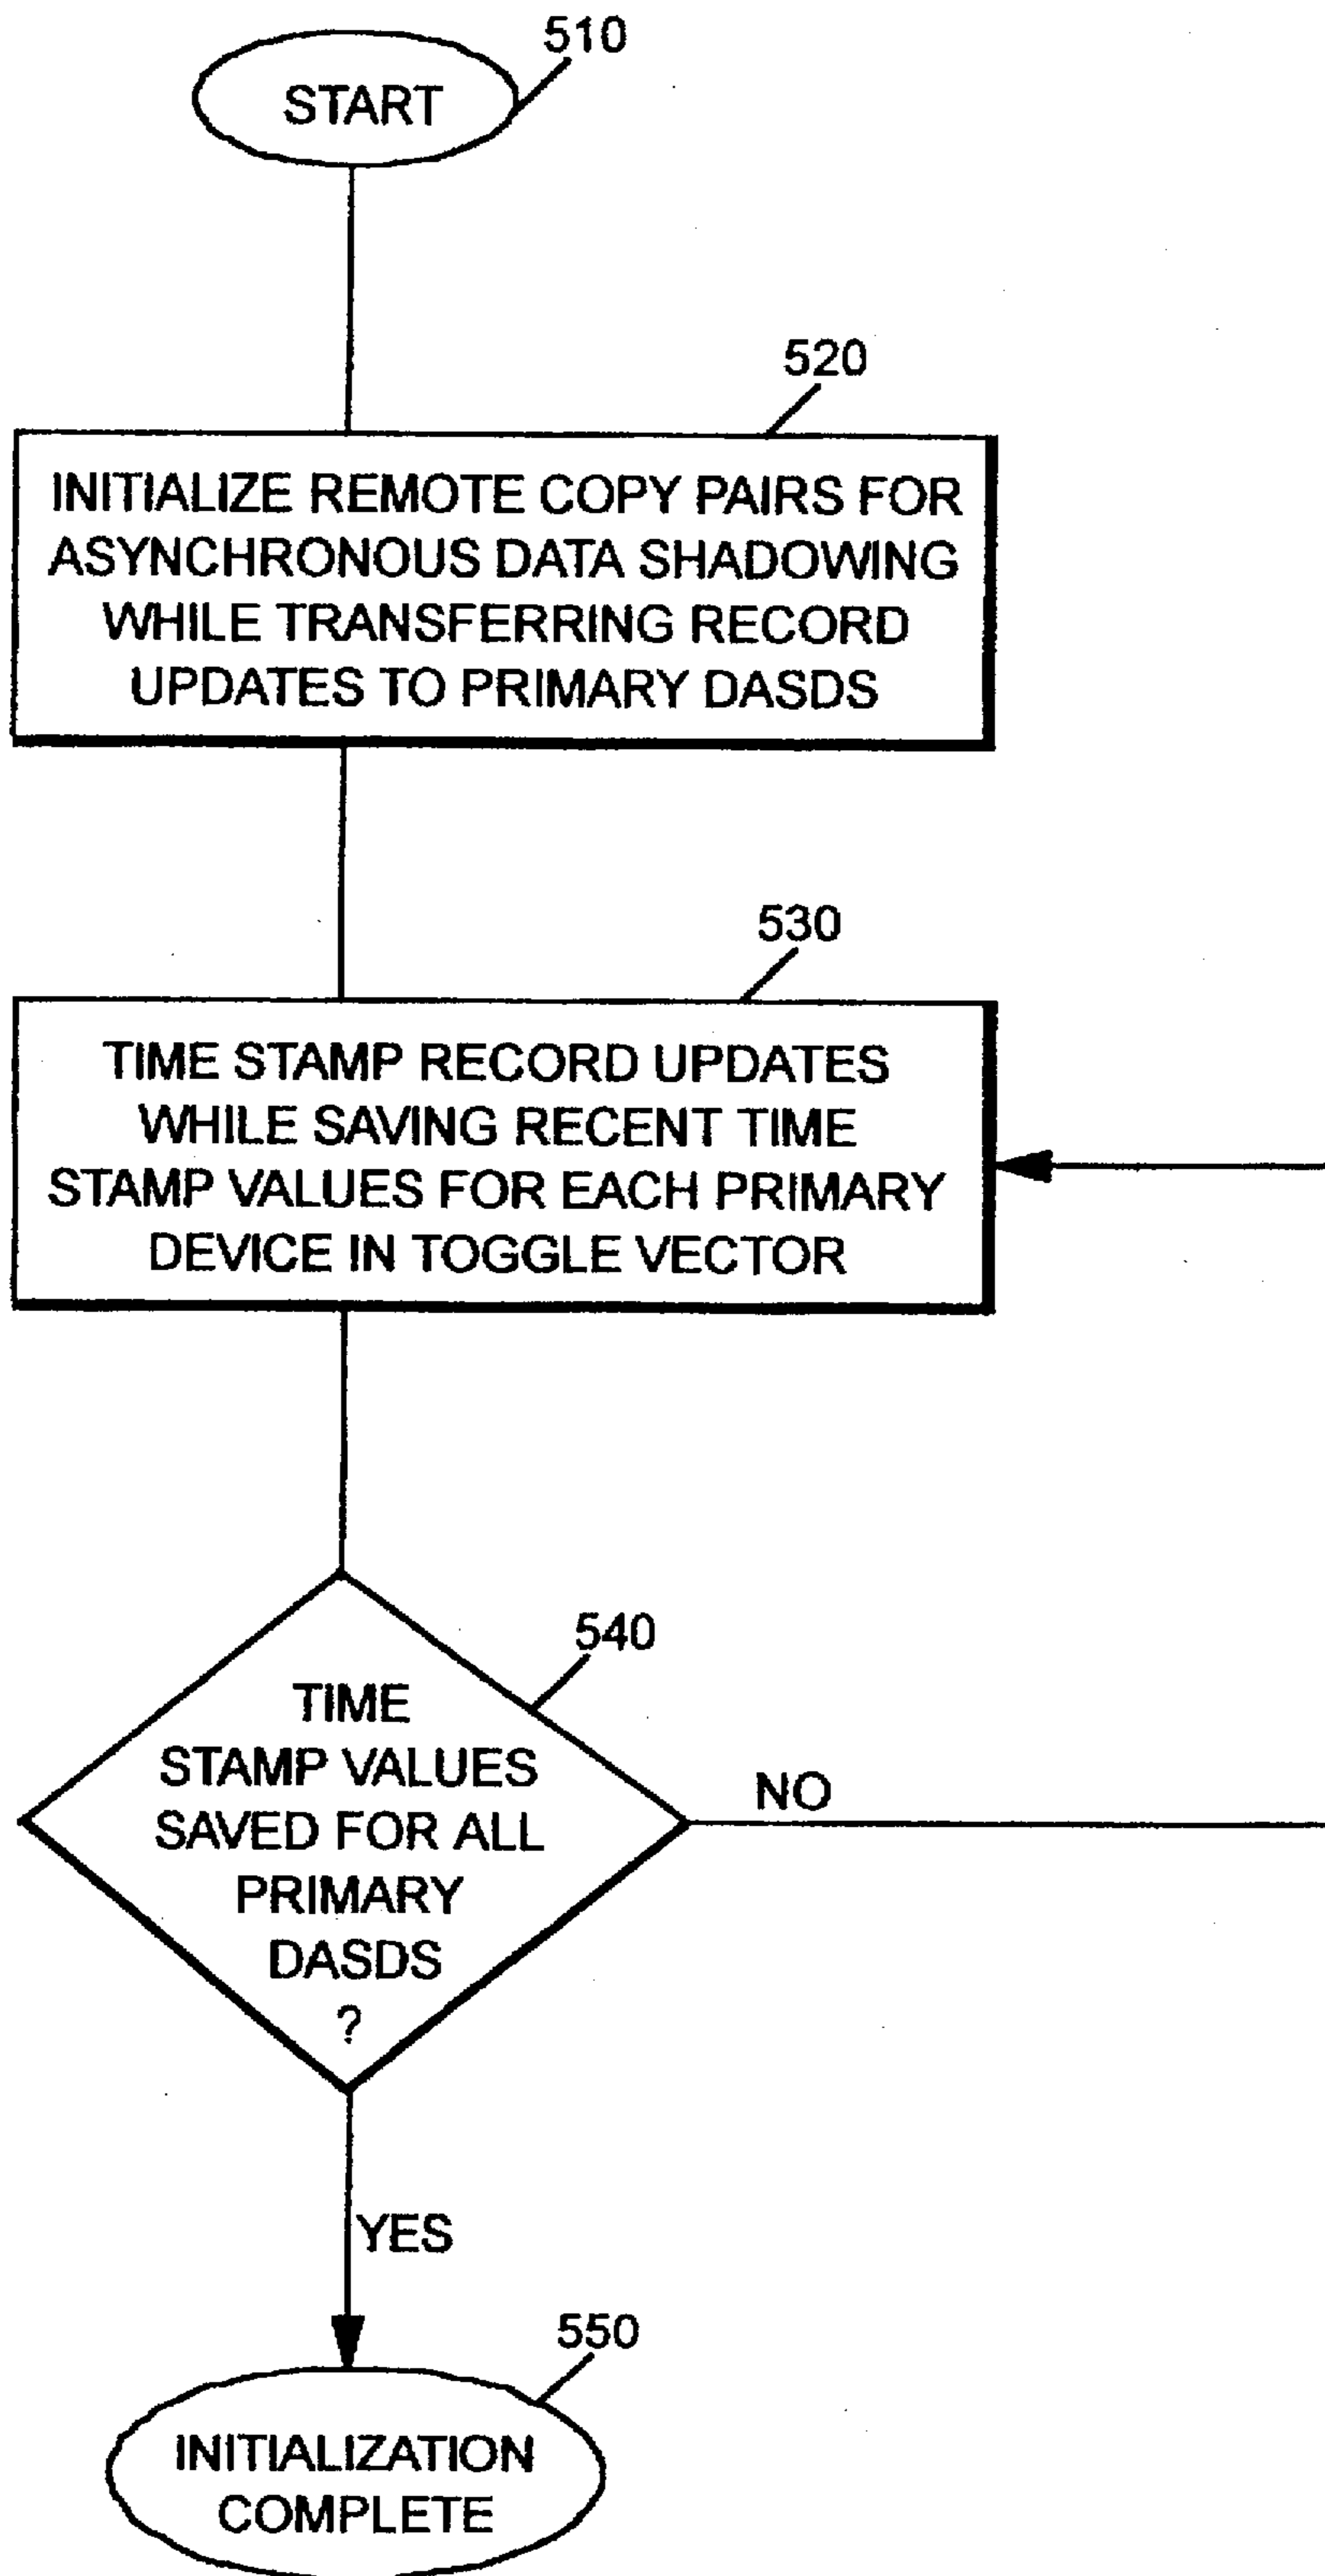 510
START
520
INITIALIZE REMOTE COPY PAIRS FOR
ASYNCHRONOUS DATA SHADOWING
WHILE TRANSFERRING RECORD
UPDATES TO PRIMARY DASDS
530
TIME STAMP RECORD UPDATES
WHILE SAVING RECENT TIME
STAMP VALUES FOR EACH PRIMARY
DEVICE IN TOGGLE VECTOR
540
TIME
STAMP VALUES
SAVED FOR ALL
PRIMARY
DASDS
?
NO
YES
550
INITIALIZATION
COMPLETE